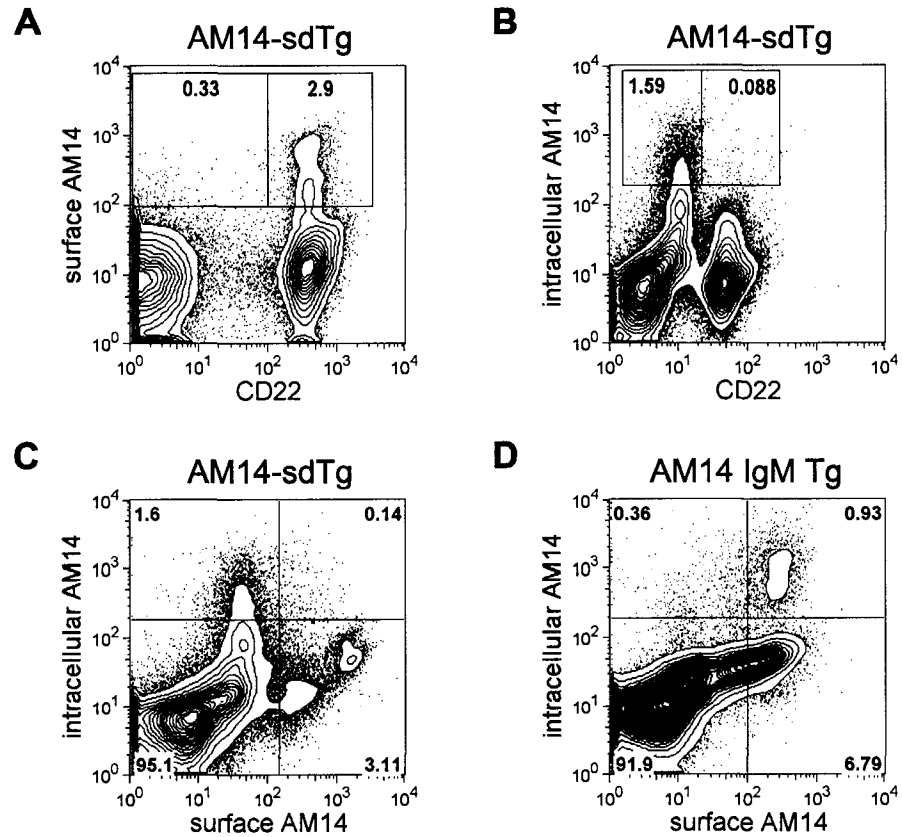 A
AM14-sdTg
surface AM14
10^4
10^3
10^2
10^1
10^0
0.33
2.9
10^0 10^1 10^2 10^3 10^4
CD22
B
AM14-sdTg
intracellular AM14
10^4
10^3
10^2
10^1
10^0
1.59
0.088
10^0 10^1 10^2 10^3 10^4
CD22
C
AM14-sdTg
intracellular AM14
10^4
10^3
10^2
10^1
10^0
1.6
0.14
95.1
3.11
10^0 10^1 10^2 10^3 10^4
surface AM14
D
AM14 IgM Tg
intracellular AM14
10^4
10^3
10^2
10^1
10^0
0.36
0.93
91.9
6.79
10^0 10^1 10^2 10^3 10^4
surface AM14